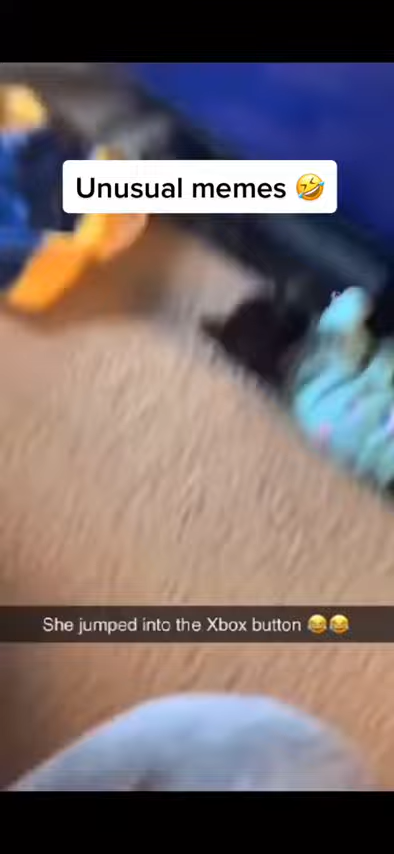 Unusual memes 🤣
She jumped into the Xbox button 😂😂